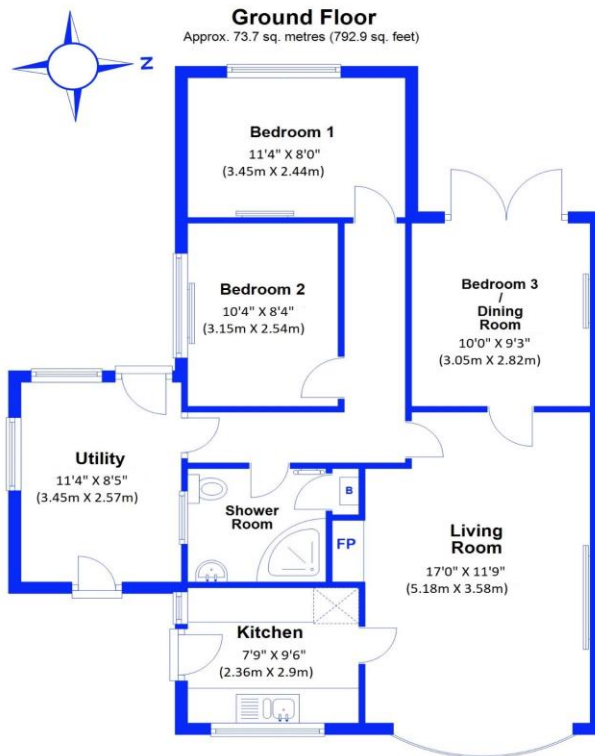 Ground Floor
Approx. 73.7 sq. metres (792.9 sq. feet)
N
Bedroom 1
11'4" X 8'0"
(3.45m X 2.44m)
Bedroom 2
10'4" X 8'4"
(3.15m X 2.54m)
Bedroom 3
/
Dining
Room
10'0" X 9'3"
(3.05m X 2.82m)
Utility
11'4" X 8'5"
(3.45m X 2.57m)
Shower
Room
B
FP
Living
Room
17'0" X 11'9"
(5.18m X 3.58m)
Kitchen
7'9" X 9'6"
(2.36m X 2.9m)